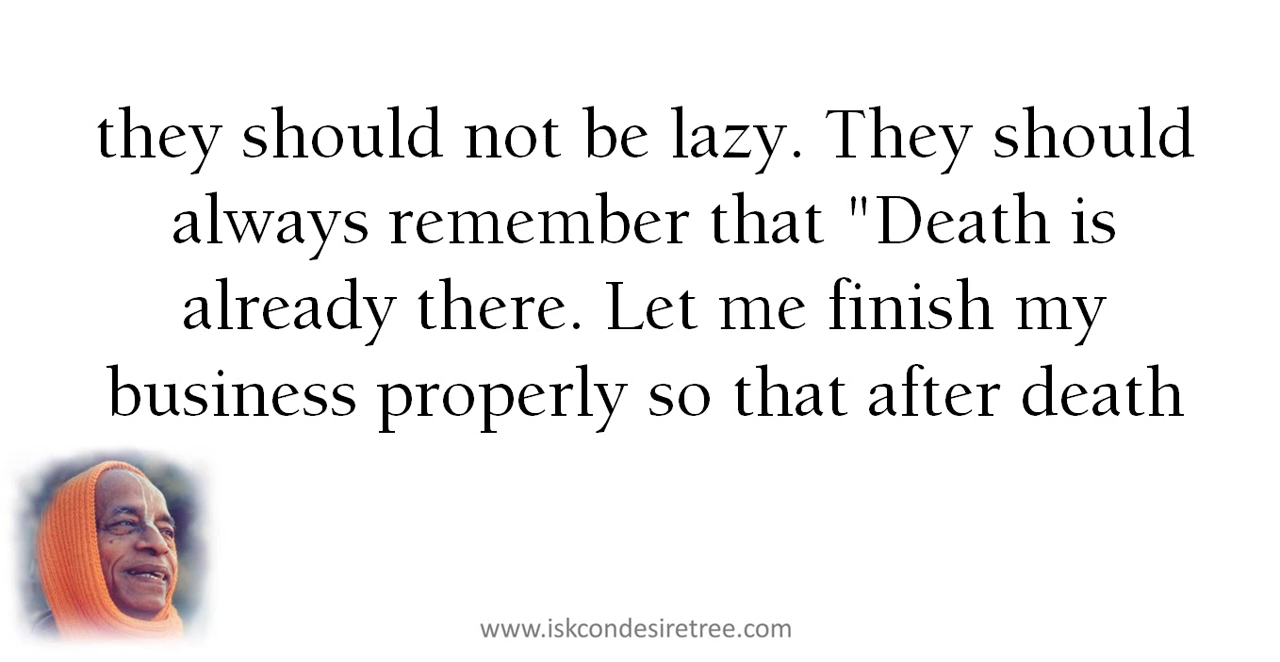 they should not be lazy. They should
always remember that "Death is
already there. Let me finish my
business properly so that after death
www.iskcondesiretree.com